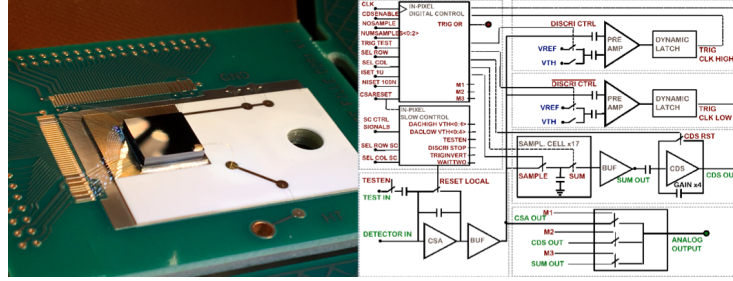 CLK
CDSENABLE
NOSAMPLE
NUMSAMPLES<0:2>
TRIG TEST
SEL ROW
SEL COL
ISET_1U
NISET 100N
CSARESET
IN-PIXEL
DIGITAL CONTROL
TRIG OR
M1
M2
M3
SC CTRL
SIGNALS
SEL ROW SC
SEL COL SC
IN-PIXEL
SLOW CONTROL
DACHIGH VTH<0:6>
DACLOW VTH<0:4>
TESTEN
DISCRI STOP
TRIGINVERT
WAITTWO
TESTEN
TEST IN
RESET LOCAL
DETECTOR IN
CSA
BUF
DISCRI CTRL
VREF
VTH
PRE
AMP
DYNAMIC
LATCH
TRIG
CLK HIGH
DISCRI CTRL
VREF
VTH
PRE
AMP
DYNAMIC
LATCH
TRIG
CLK LOW
SAMPL. CELL x17
SAMPLE
SUM
BUF
SUM OUT
CDS RST
CDS
GAIN x4
CDS OU
CSA OUT
M1
M2
CDS OUT
M3
SUM OUT
ANALOG
OUTPUT